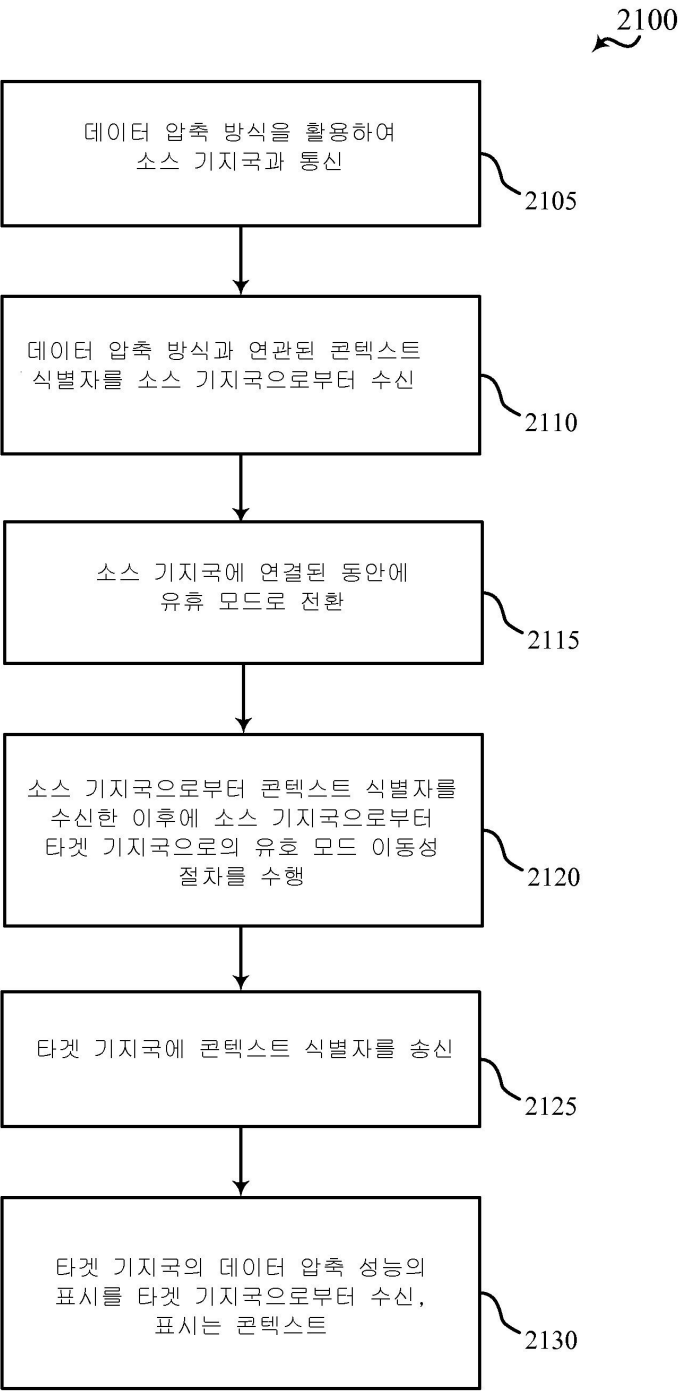 2100
데이터 압축 방식을 활용하여
소스 기지국과 통신
2105
데이터 압축 방식과 연관된 콘텍스트
식별자를 소스 기지국으로부터 수신
2110
소스 기지국에 연결된 동안에
유휴 모드로 전환
2115
소스 기지국으로부터 콘텍스트 식별자를
수신한 이후에 소스 기지국으로부터
타겟 기지국으로의 유호 모드 이동성
절차를 수행
2120
타겟 기지국에 콘텍스트 식별자를 송신
2125
타겟 기지국의 데이터 압축 성능의
표시를 타겟 기지국으로부터 수신,
표시는 콘텍스트
2130